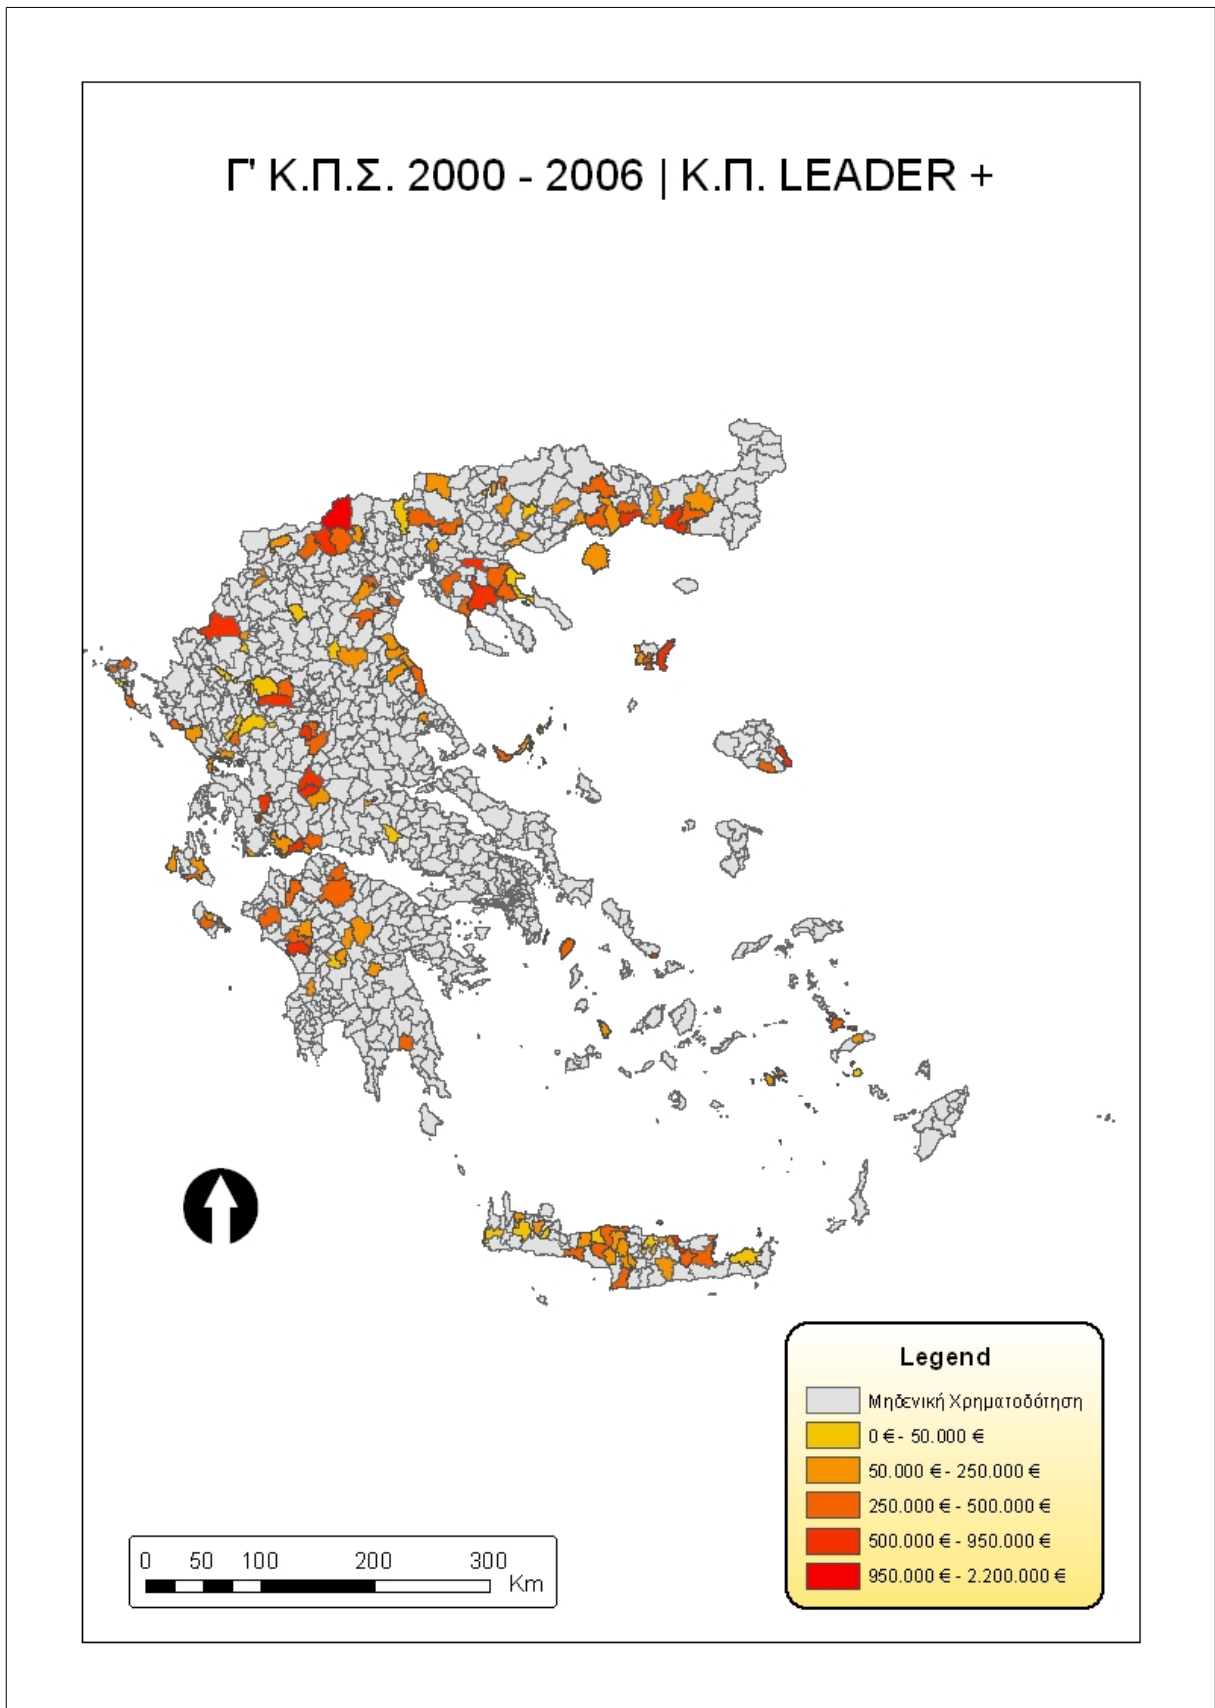 Γ' Κ.Π.Σ. 2000 - 2006 | Κ.Π. LEADER +
Legend
Μηδενική Χρηματοδότηση
0 € - 50.000 €
50.000 € - 250.000 €
250.000 € - 500.000 €
500.000 € - 950.000 €
950.000 € - 2.200.000 €
0 50 100 200 300
Km